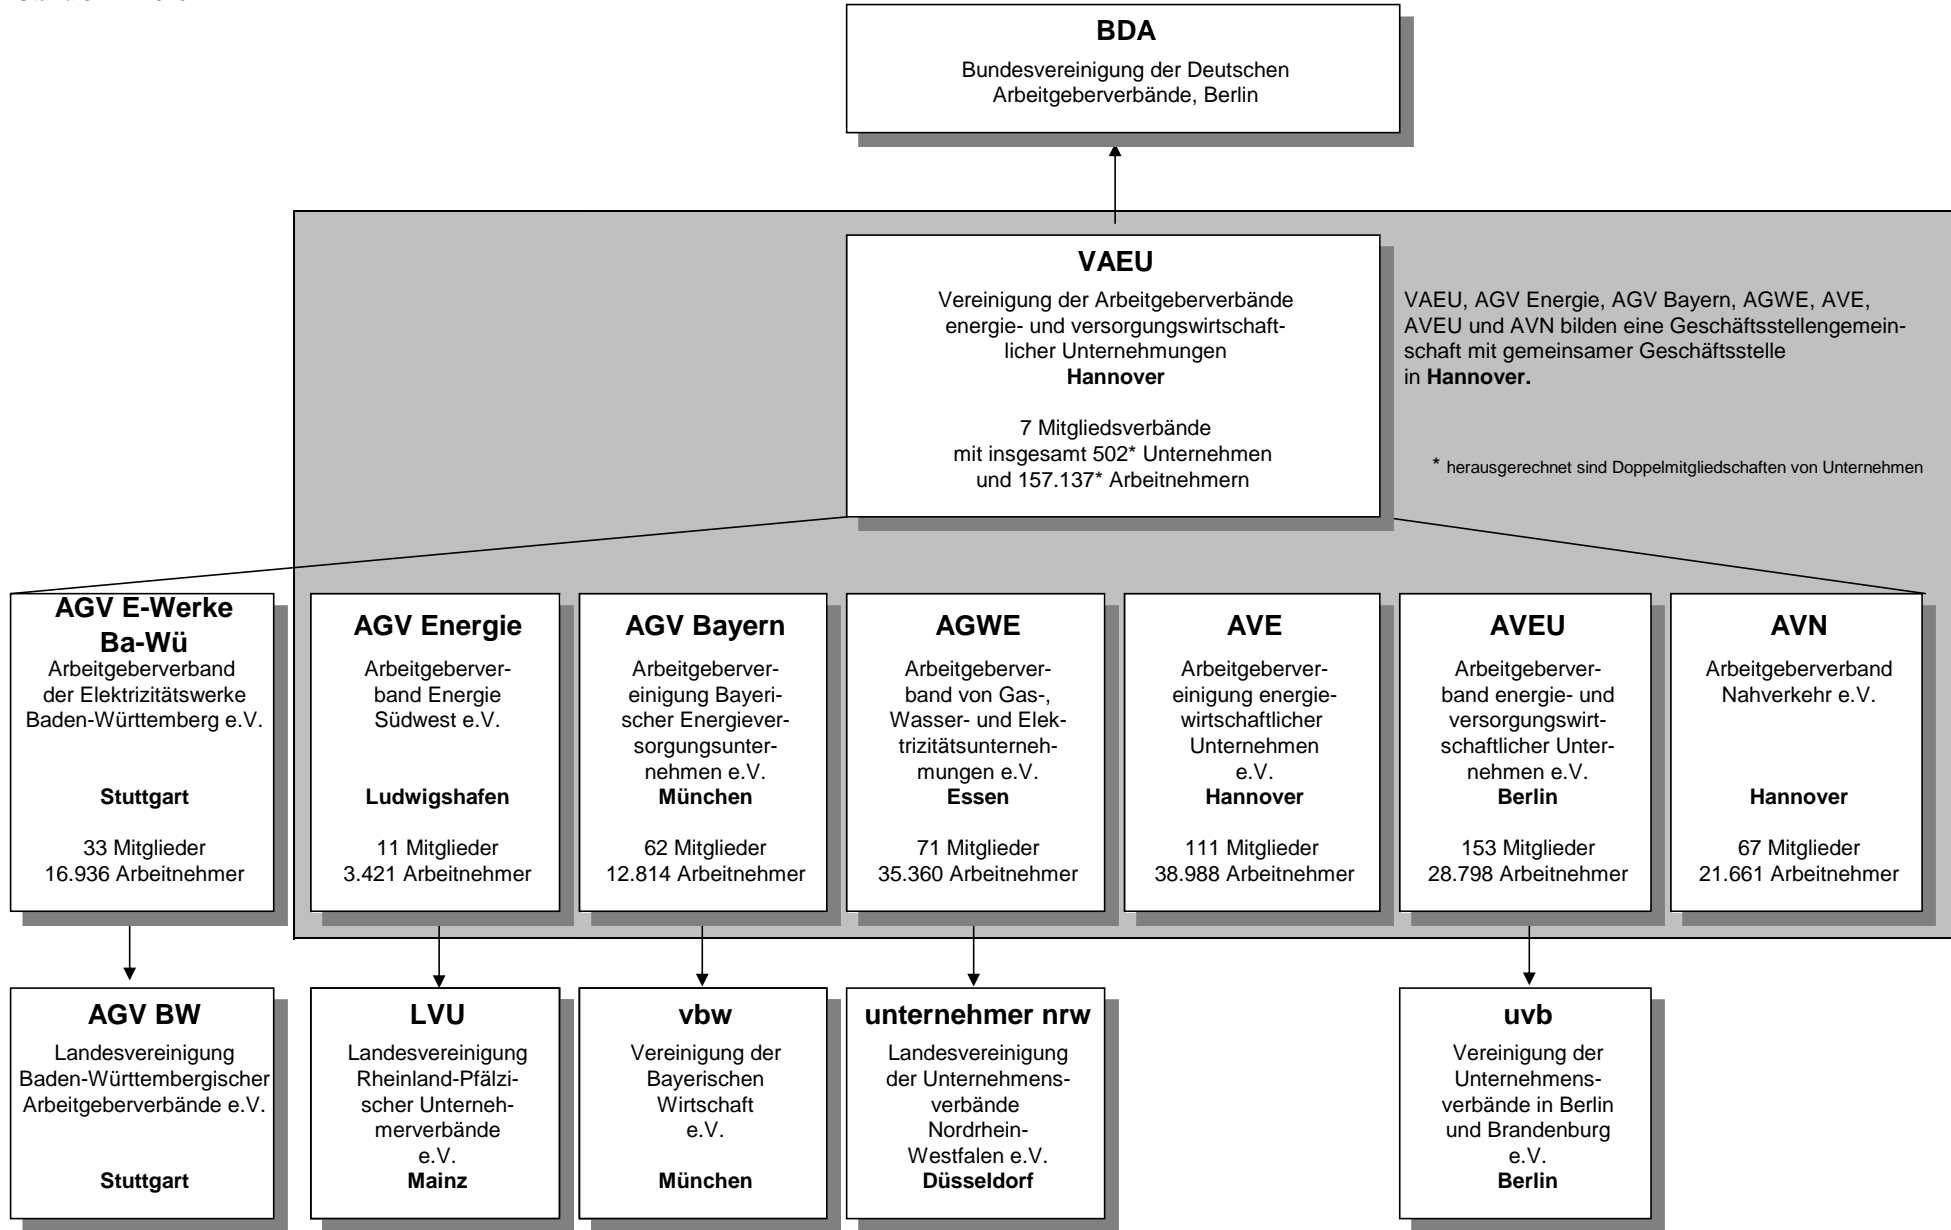 BDA
Bundesvereinigung der Deutschen
Arbeitgeberverbände, Berlin
VAEU
Vereinigung der Arbeitgeberverbände
energie- und versorgungswirtschaft-
licher Unternehmungen
Hannover
7 Mitgliedsverbände
mit insgesamt 502* Unternehmen
und 157.137* Arbeitnehmern
VAEU, AGV Energie, AGV Bayern, AGWE, AVE,
AVEU und AVN bilden eine Geschäftsstellengemein-
schaft mit gemeinsamer Geschäftsstelle
in Hannover.
* herausgerechnet sind Doppelmitgliedschaften von Unternehmen
AGV E-Werke
Ba-Wü
Arbeitgeberverband
der Elektrizitätswerke
Baden-Württemberg e.V.
Stuttgart
33 Mitglieder
16.936 Arbeitnehmer
AGV Energie
Arbeitgeberver-
band Energie
Südwest e.V.
Ludwigshafen
11 Mitglieder
3.421 Arbeitnehmer
AGV Bayern
Arbeitgeberver-
einigung Bayeri-
scher Energiever-
sorgungsunter-
nehmen e.V.
München
62 Mitglieder
12.814 Arbeitnehmer
AGWE
Arbeitgeberver-
band von Gas-,
Wasser- und Elek-
trizitätsunterneh-
mungen e.V.
Essen
71 Mitglieder
35.360 Arbeitnehmer
AVE
Arbeitgeberver-
einigung energie-
wirtschaftlicher
Unternehmen
e.V.
Hannover
111 Mitglieder
38.988 Arbeitnehmer
AVEU
Arbeitgeberver-
band energie- und
versorgungswirt-
schaftlicher Unter-
nehmen e.V.
Berlin
153 Mitglieder
28.798 Arbeitnehmer
AVN
Arbeitgeberverband
Nahverkehr e.V.
Hannover
67 Mitglieder
21.661 Arbeitnehmer
AGV BW
Landesvereinigung
Baden-Württembergischer
Arbeitgeberverbände e.V.
Stuttgart
LVU
Landesvereinigung
Rheinland-Pfälzi-
scher Unterneh-
merverbände
e.V.
Mainz
vbw
Vereinigung der
Bayerischen
Wirtschaft
e.V.
München
unternehmer nrw
Landesvereinigung
der Unternehmens-
verbände
Nordrhein-
Westfalen e.V.
Düsseldorf
uvb
Vereinigung der
Unternehmens-
verbände in Berlin
und Brandenburg
e.V.
Berlin